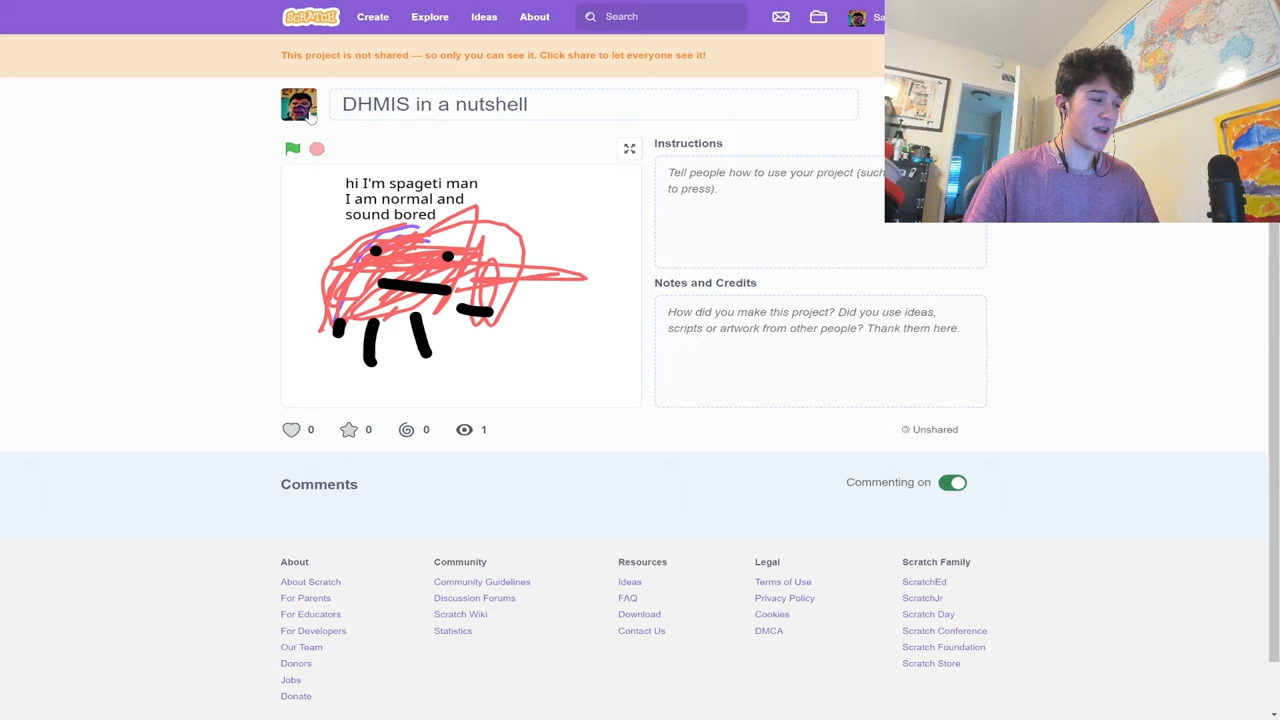 SCRATCH Create Explore Ideas About Search Sa
This project is not shared — so only you can see it. Click share to let everyone see it!
DHMIS in a nutshell
hi I'm spageti man
I am normal and
sound bored
Instructions
Tell people how to use your project (such
to press).
Notes and Credits
How did you make this project? Did you use ideas,
scripts or artwork from other people? Thank them here.
0 0 0 1
Unshared
Comments
Commenting on
About
About Scratch
For Parents
For Educators
For Developers
Our Team
Donors
Jobs
Donate
Community
Community Guidelines
Discussion Forums
Scratch Wiki
Statistics
Resources
Ideas
FAQ
Download
Contact Us
Legal
Terms of Use
Privacy Policy
Cookies
DMCA
Scratch Family
ScratchEd
ScratchJr
Scratch Day
Scratch Conference
Scratch Foundation
Scratch Store